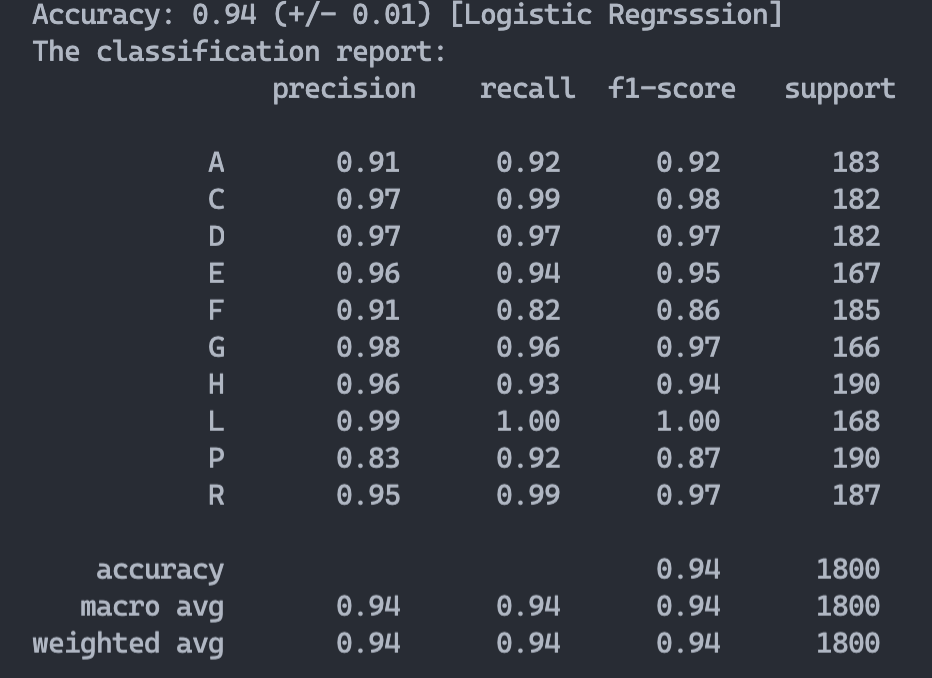 Accuracy: 0.94 (+/- 0.01) [Logistic Regrsssion]
The classification report:
precision recall f1-score support
A 0.91 0.92 0.92 183
C 0.97 0.99 0.98 182
D 0.97 0.97 0.97 182
E 0.96 0.94 0.95 167
F 0.91 0.82 0.86 185
G 0.98 0.96 0.97 166
H 0.96 0.93 0.94 190
L 0.99 1.00 1.00 168
P 0.83 0.92 0.87 190
R 0.95 0.99 0.97 187
accuracy 0.94 1800
macro avg 0.94 0.94 0.94 1800
weighted avg 0.94 0.94 0.94 1800